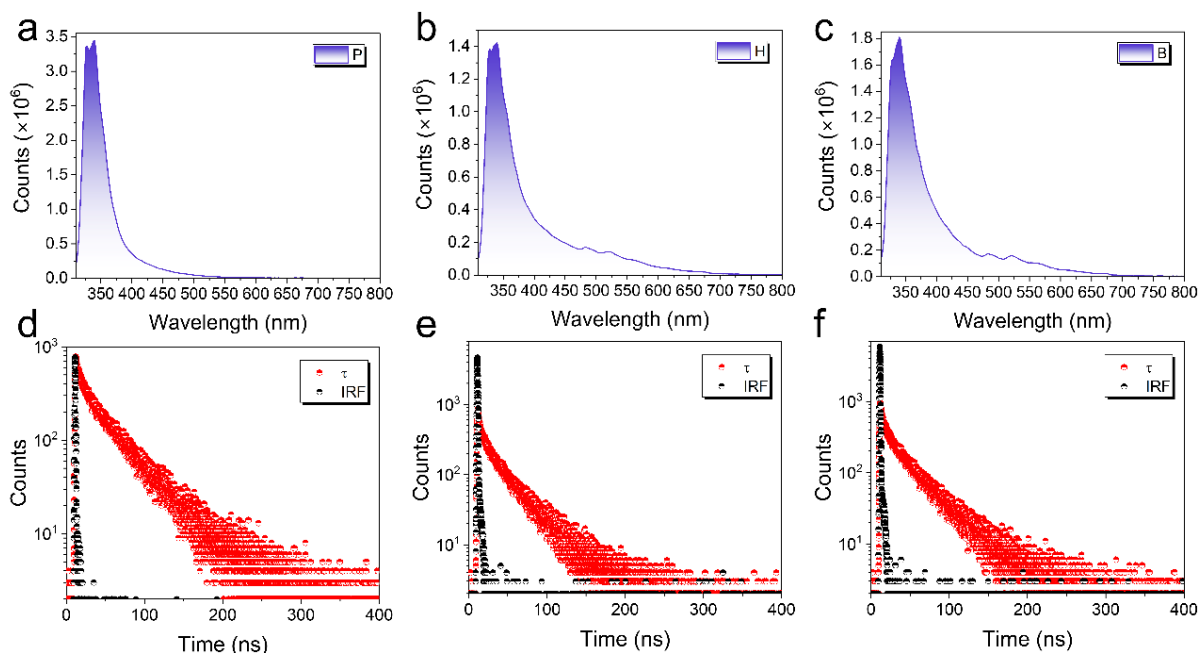 a
Counts (×10⁶)
3.5
3.0
2.5
2.0
1.5
1.0
0.5
0.0
P
350 400 450 500 550 600 650 700 750 800
Wavelength (nm)
b
Counts (×10⁶)
1.4
1.2
1.0
0.8
0.6
0.4
0.2
0.0
H
350 400 450 500 550 600 650 700 750 800
Wavelength (nm)
c
Counts (×10⁶)
1.8
1.6
1.4
1.2
1.0
0.8
0.6
0.4
0.2
0.0
B
350 400 450 500 550 600 650 700 750 800
Wavelength (nm)
d
Counts
10³
10²
10¹
τ
IRF
0 100 200 300 400
Time (ns)
e
Counts
10³
10²
10¹
τ
IRF
0 100 200 300 400
Time (ns)
f
Counts
10³
10²
10¹
τ
IRF
0 100 200 300 400
Time (ns)